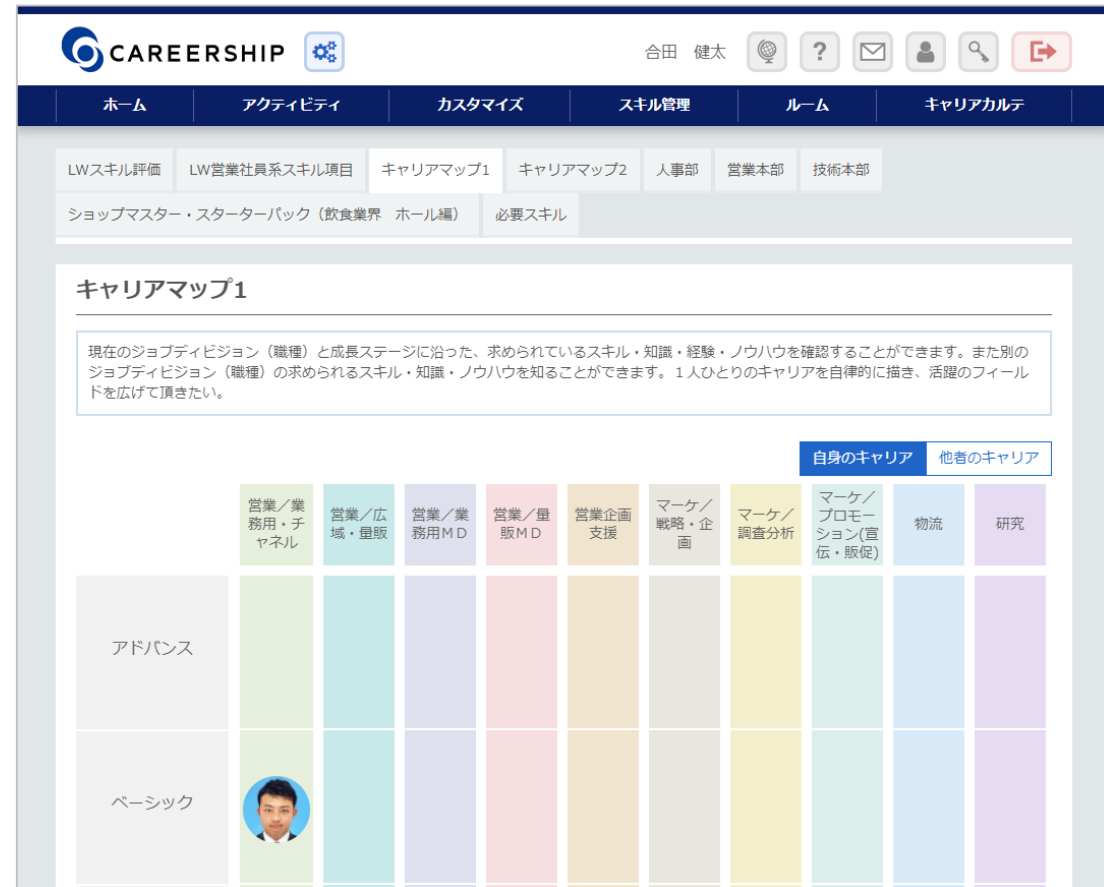 CAREERSHIP
合田 健太
?
ホーム アクティビティ カスタマイズ スキル管理 ルーム キャリアカルテ
LWスキル評価 LW営業社員系スキル項目 キャリアマップ1 キャリアマップ2 人事部 営業本部 技術本部
ショップマスター・スターターパック（飲食業界 ホール編） 必要スキル
キャリアマップ1
現在のジョブディビジョン（職種）と成長ステージに沿った、求められているスキル・知識・経験・ノウハウを確認することができます。また別の
ジョブディビジョン（職種）の求められるスキル・知識・ノウハウを知ることができます。１人ひとりのキャリアを自律的に描き、活躍のフィール
ドを広げて頂きたい。
自身のキャリア 他者のキャリア
営業／業
務用・チ
ャネル
営業／広
域・量販
営業／業
務用ＭＤ
営業／量
販ＭＤ
営業企画
支援
マーケ／
戦略・企
画
マーケ／
調査分析
マーケ／
プロモー
ション(宣
伝・販促)
物流
研究
アドバンス
ベーシック